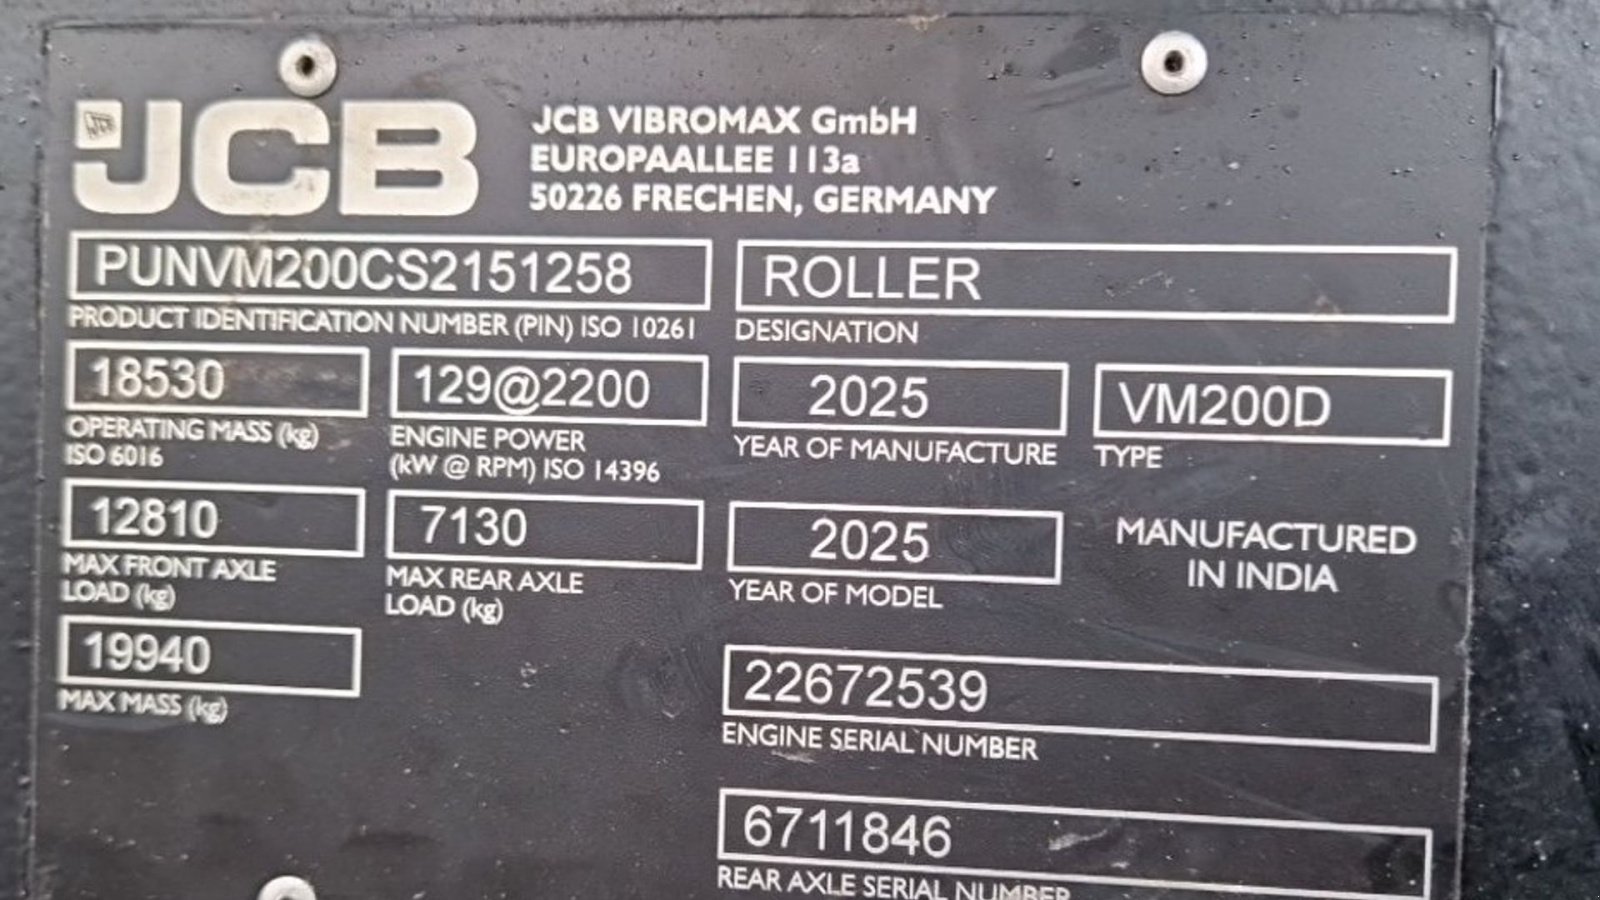 JCB
JCB VIBROMAX GmbH
EUROPAALLEE 113a
50226 FRECHEN, GERMANY
PUNVM200CS2151258
PRODUCT IDENTIFICATION NUMBER (PIN) ISO 10261
ROLLER
DESIGNATION
18530
OPERATING MASS (kg)
ISO 6016
129@2200
ENGINE POWER
(kW @ RPM) ISO 14396
2025
YEAR OF MANUFACTURE
VM200D
TYPE
12810
MAX FRONT AXLE
LOAD (kg)
7130
MAX REAR AXLE
LOAD (kg)
2025
YEAR OF MODEL
MANUFACTURED
IN INDIA
19940
MAX MASS (kg)
22672539
ENGINE SERIAL NUMBER
6711846
REAR AXLE SERIAL NUMBER